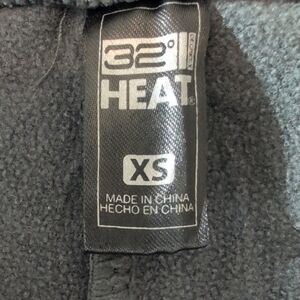 32°
HEAT®
XS
MADE IN CHINA
HECHO EN CHINA